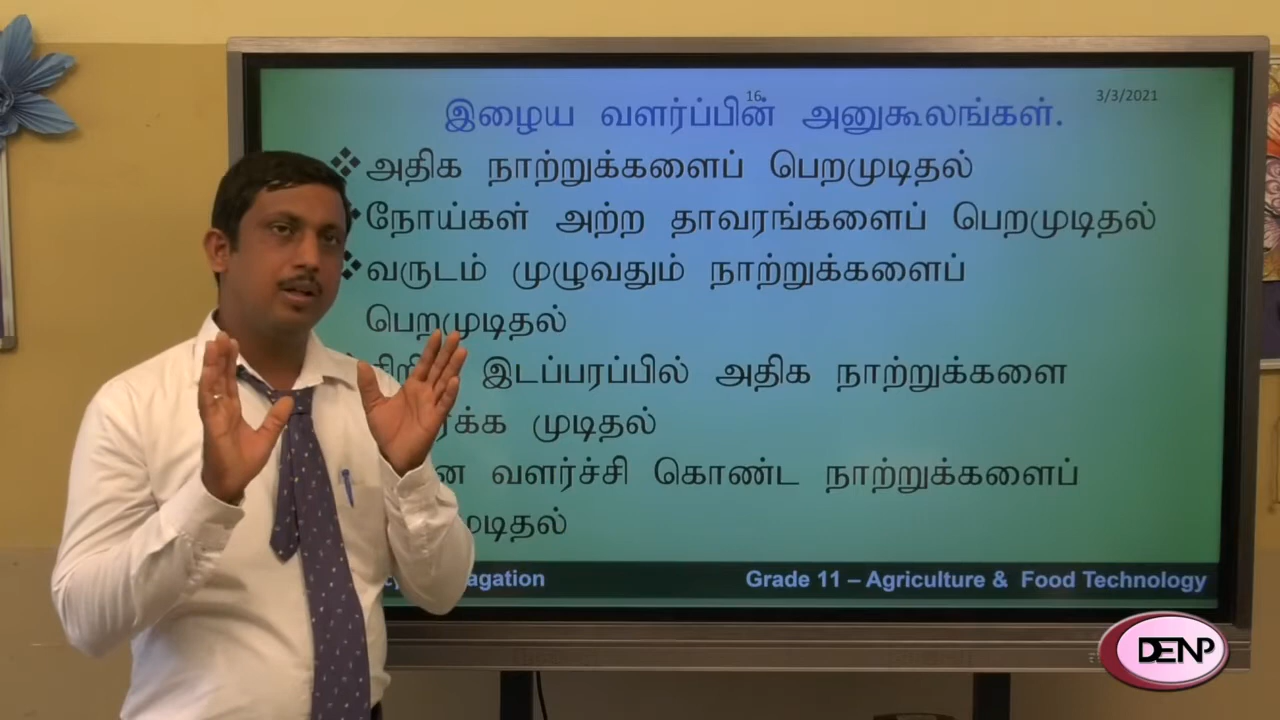 16
3/3/2021
இழைய வளர்ப்பின் அனுகூலங்கள்.
அதிக நாற்றுக்களைப் பெறமுடிதல்
நோய்கள் அற்ற தாவரங்களைப் பெறமுடிதல்
வருடம் முழுவதும் நாற்றுக்களைப்
பெறமுடிதல்
இடப்பரப்பில் அதிக நாற்றுக்களை
முடிதல்
வளர்ச்சி கொண்ட நாற்றுக்களைப்
Grade 11 – Agriculture & Food Technology
DENP